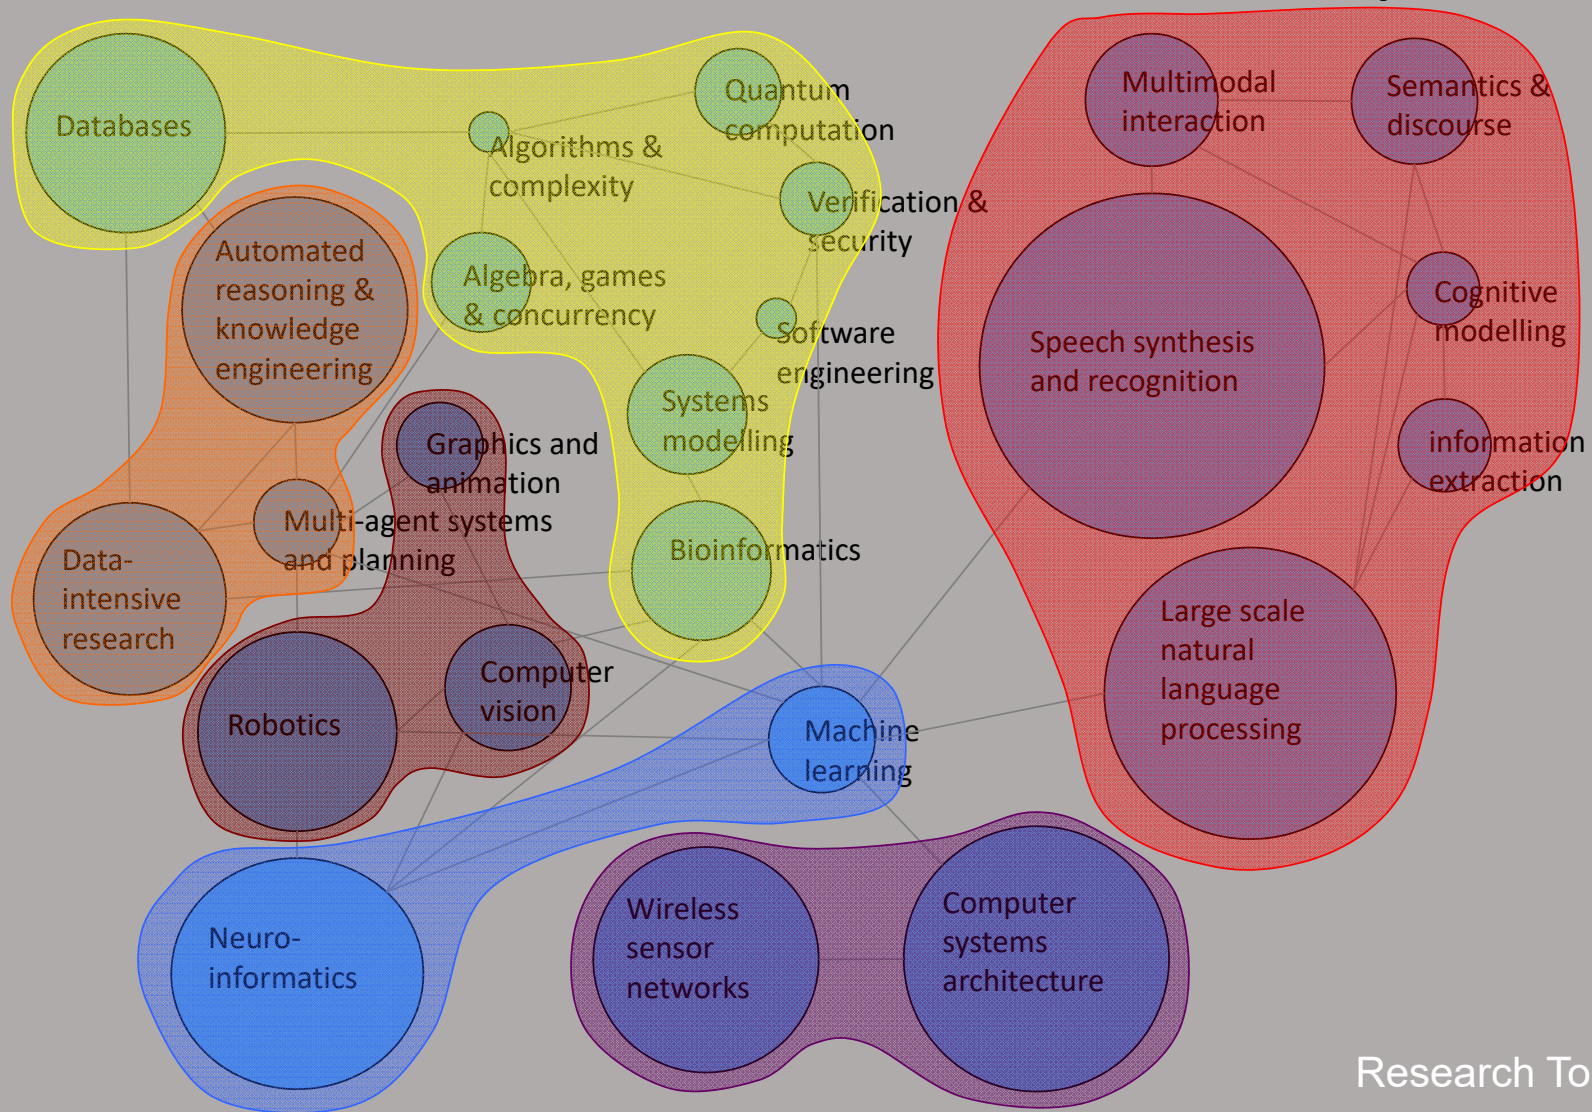 Databases
Quantum
computation
Algorithms &
complexity
Verification &
security
Automated
reasoning &
knowledge
engineering
Algebra, games
& concurrency
Software
engineering
Systems
modelling
Graphics and
animation
Multi-agent systems
and planning
Data-
intensive
research
Bioinformatics
Computer
vision
Robotics
Machine
learning
Neuro-
informatics
Wireless
sensor
networks
Computer
systems
architecture
Multimodal
interaction
Semantics &
discourse
Speech synthesis
and recognition
Cognitive
modelling
information
extraction
Large scale
natural
language
processing
Research To